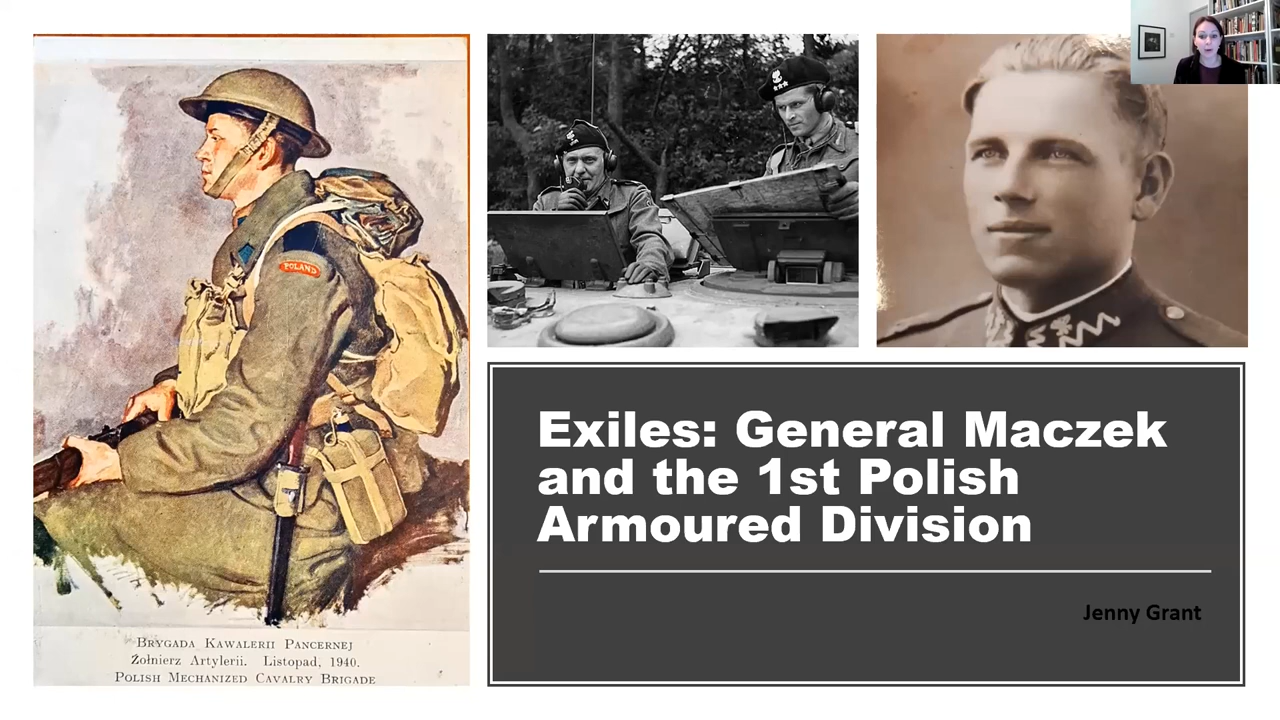 POLAND
BRYGADA KAWALERII PANCERNEJ
Żołnierz Artylerii. Listopad, 1940.
POLISH MECHANIZED CAVALRY BRIGADE
Exiles: General Maczek
and the 1st Polish
Armoured Division
Jenny Grant